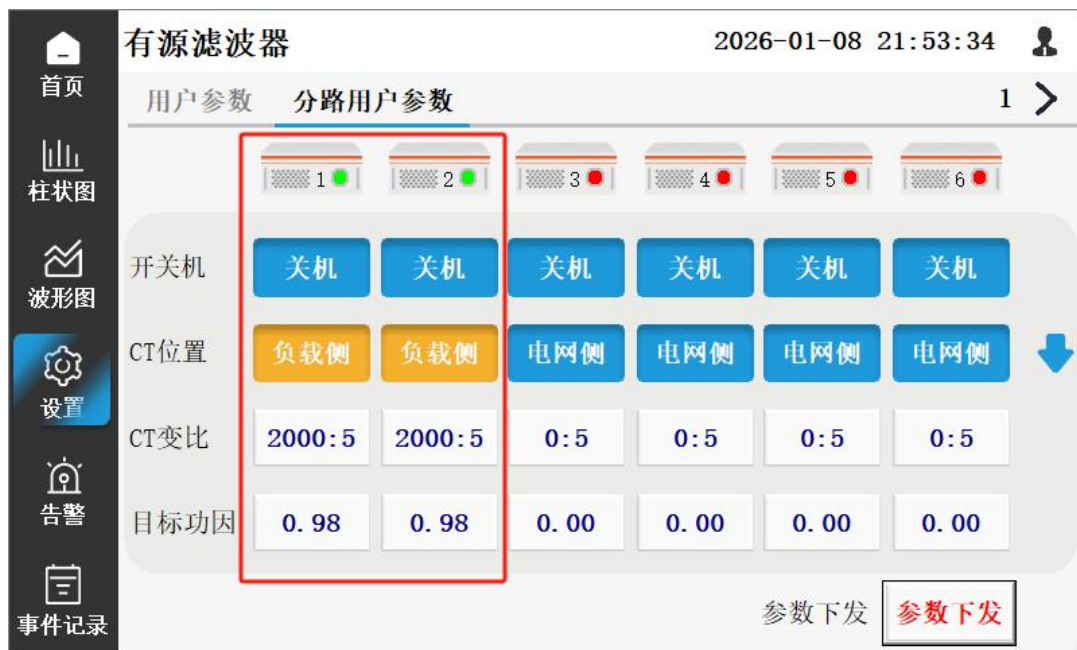 有源滤波器 2026-01-08 21:53:34
首页
用户参数 分路用户参数 1
1 2 3 4 5 6
柱状图
开关机 关机 关机 关机 关机 关机 关机
波形图
CT位置 负载侧 负载侧 电网侧 电网侧 电网侧 电网侧
设置
CT变比 2000:5 2000:5 0:5 0:5 0:5 0:5
告警
目标功因 0.98 0.98 0.00 0.00 0.00 0.00
事件记录
参数下发 参数下发